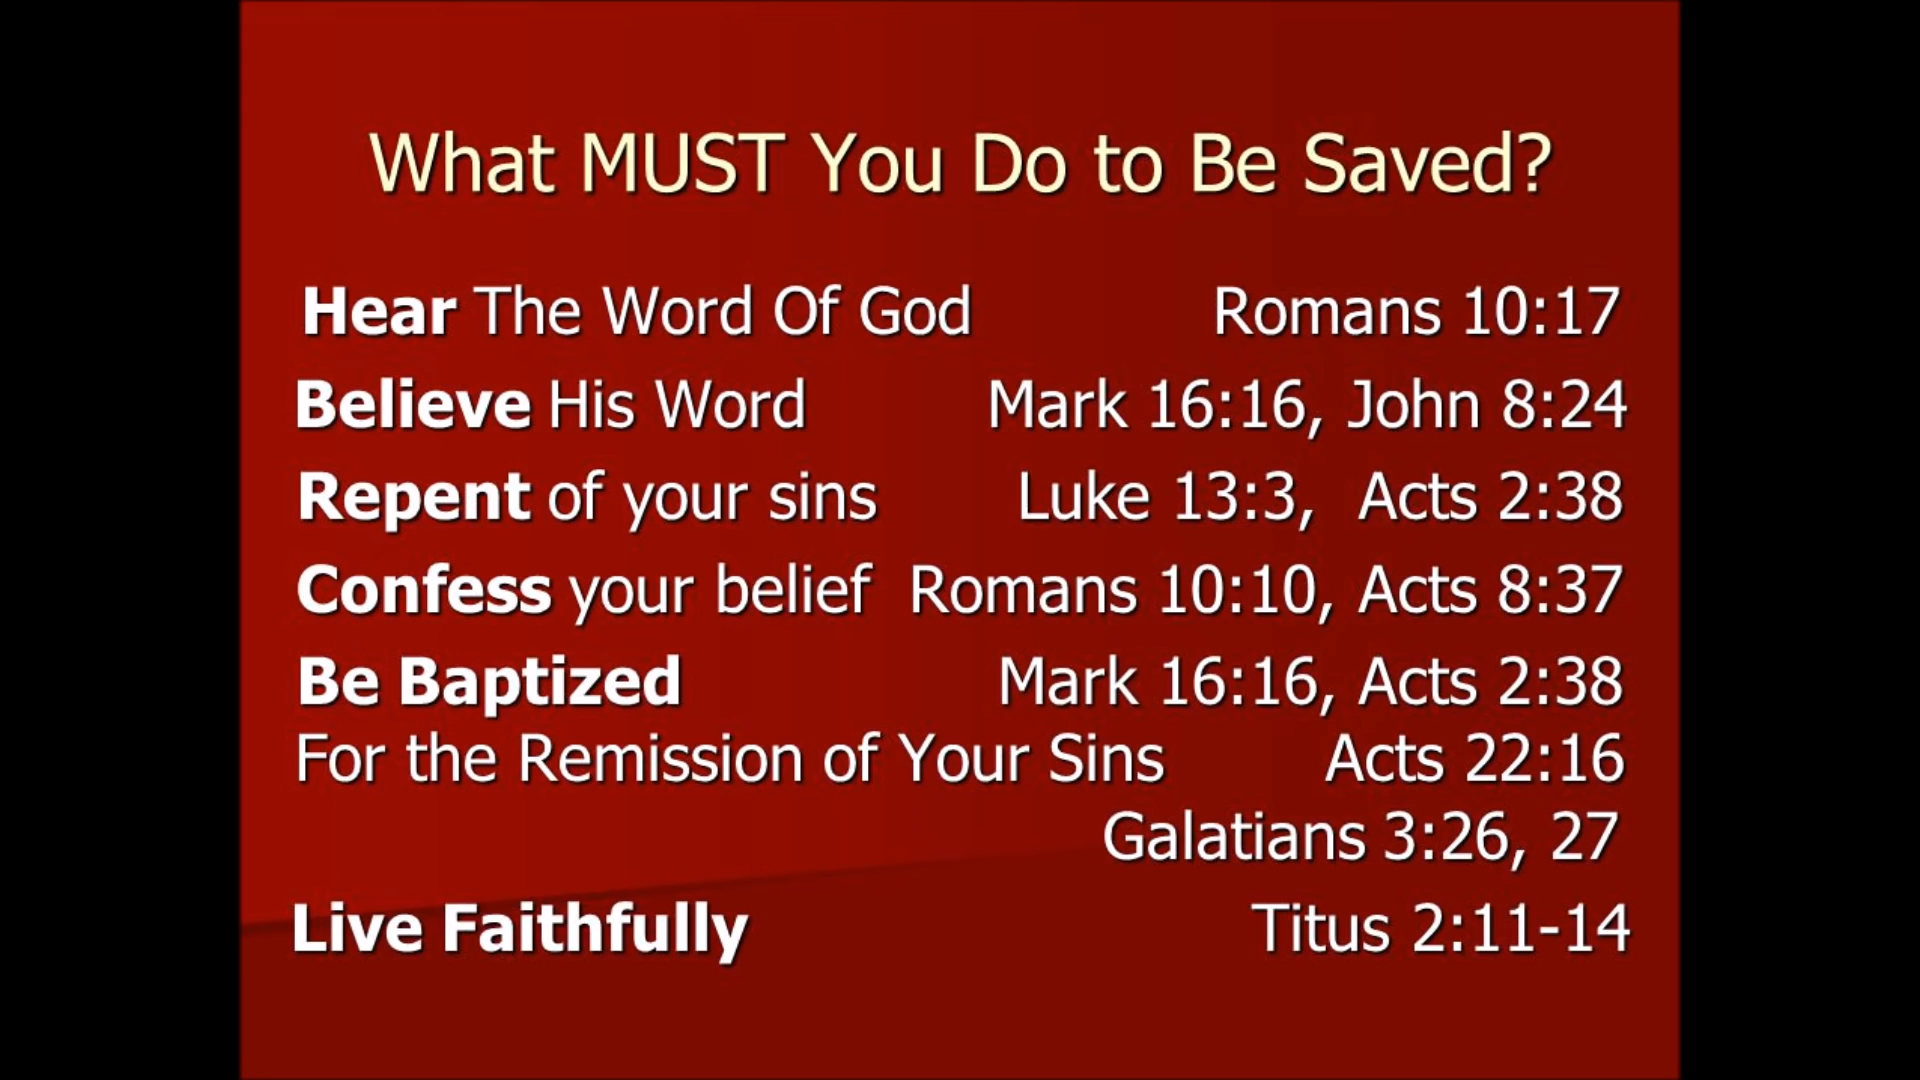 What MUST You Do to Be Saved?
Hear The Word Of God Romans 10:17
Believe His Word Mark 16:16, John 8:24
Repent of your sins Luke 13:3, Acts 2:38
Confess your belief Romans 10:10, Acts 8:37
Be Baptized Mark 16:16, Acts 2:38
For the Remission of Your Sins Acts 22:16
Galatians 3:26, 27
Live Faithfully Titus 2:11-14